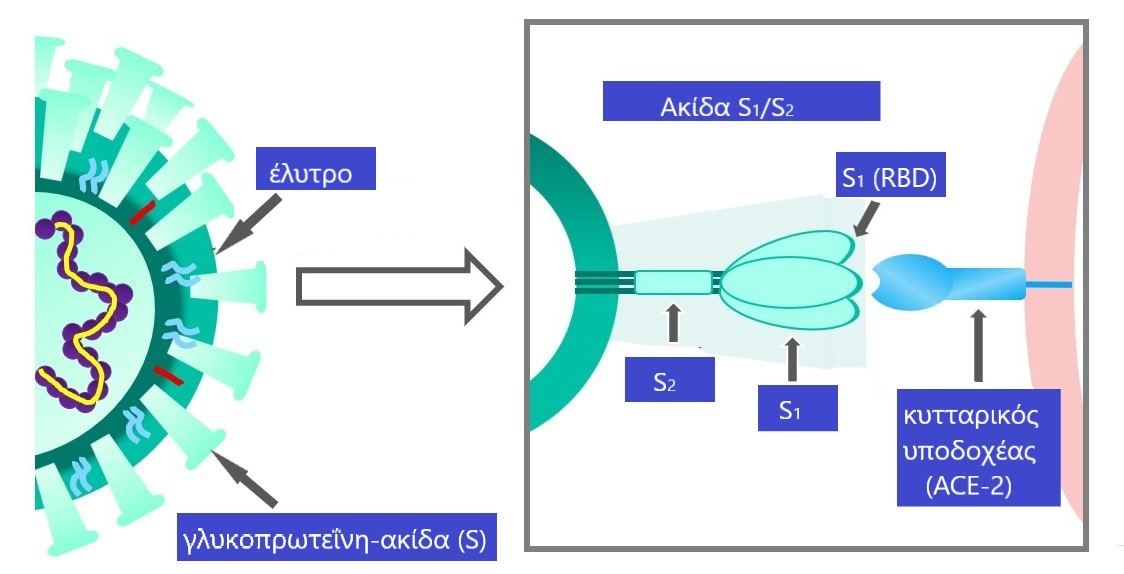 έλυτρο
γλυκοπρωτεΐνη-ακίδα (S)
Ακίδα S₁/S₂
S₁ (RBD)
S₂
S₁
κυτταρικός
υποδοχέας
(ACE-2)